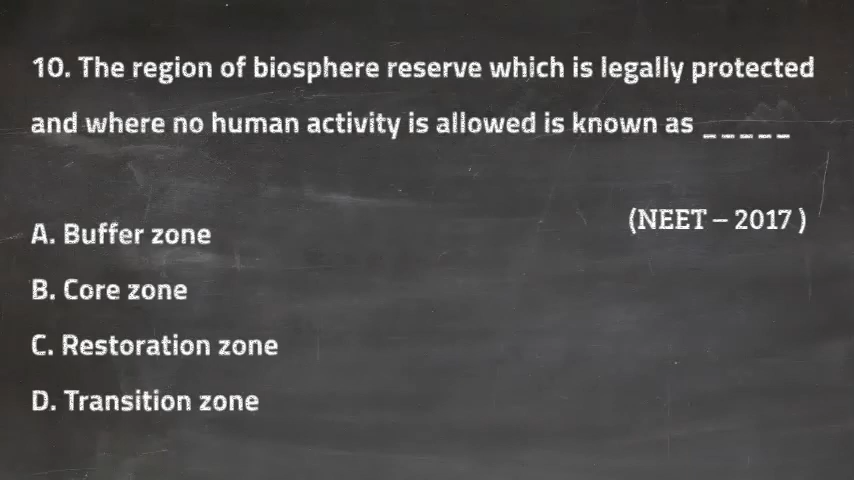 10. The region of biosphere reserve which is legally protected
and where no human activity is allowed is known as _ _ _ _ _
(NEET – 2017 )
A. Buffer zone
B. Core zone
C. Restoration zone
D. Transition zone